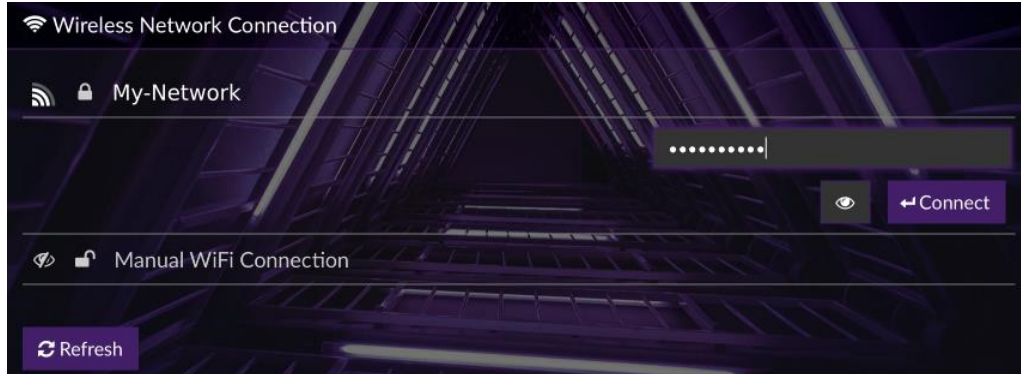 Wireless Network Connection
My-Network
••••••••••
Connect
Manual WiFi Connection
Refresh